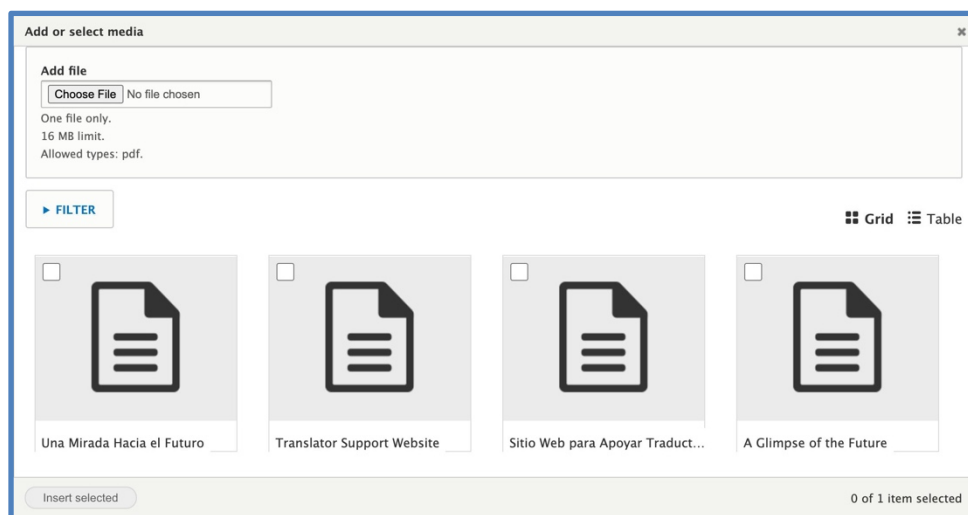 Add or select media
Add file
Choose File No file chosen
One file only.
16 MB limit.
Allowed types: pdf.
FILTER
Grid Table
Una Mirada Hacia el Futuro
Translator Support Website
Sitio Web para Apoyar Traduct...
A Glimpse of the Future
Insert selected
0 of 1 item selected